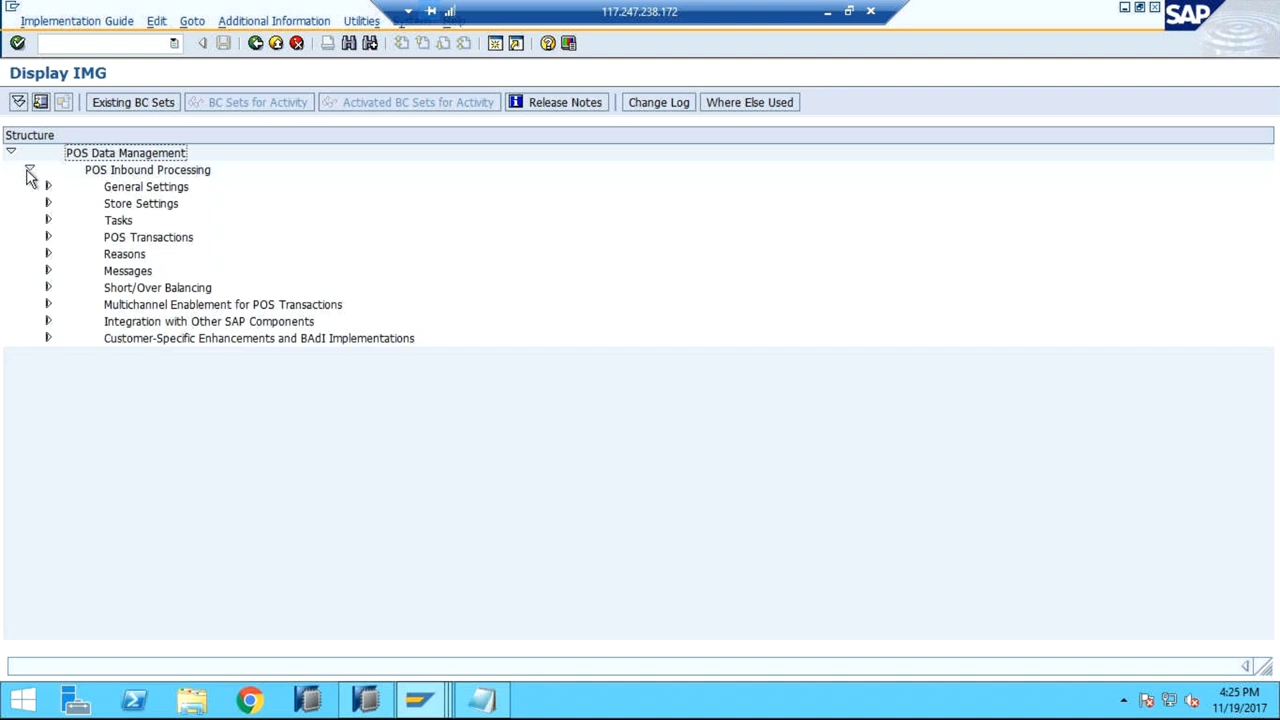 117.247.238.172
Implementation Guide Edit Goto Additional Information Utilities System Help
SAP
Display IMG
Existing BC Sets BC Sets for Activity Activated BC Sets for Activity Release Notes Change Log Where Else Used
Structure
POS Data Management
POS Inbound Processing
General Settings
Store Settings
Tasks
POS Transactions
Reasons
Messages
Short/Over Balancing
Multichannel Enablement for POS Transactions
Integration with Other SAP Components
Customer-Specific Enhancements and BAdI Implementations
4:25 PM
11/19/2017